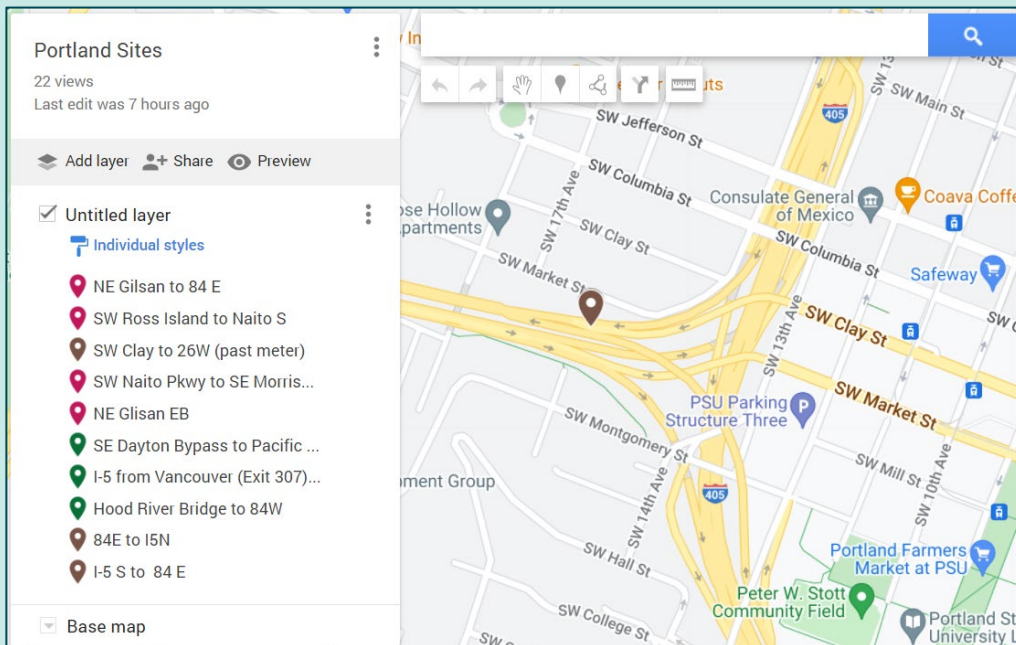 Portland Sites
22 views
Last edit was 7 hours ago
Add layer
Share
Preview
Untitled layer
Individual styles
NE Gilsan to 84 E
SW Ross Island to Naito S
SW Clay to 26W (past meter)
SW Naito Pkwy to SE Morris...
NE Glisan EB
SE Dayton Bypass to Pacific ...
I-5 from Vancouver (Exit 307)...
Hood River Bridge to 84W
84E to I5N
I-5 S to 84 E
Base map
SW Main St
405
SW Jefferson St
SW Columbia St
SW 17th Ave
SW Clay St
SW Market St
ose Hollow
Apartments
Consulate General
of Mexico
Coava Coffe
SW Columbia St
Safeway
SW 13th Ave
SW Clay St
SW Market St
PSU Parking
Structure Three
P
SW Montgomery St
SW Mill St
SW 10th Ave
405
SW 14th Ave
pment Group
SW Hall St
SW College St
Portland Farmers
Market at PSU
Peter W. Stott
Community Field
Portland St
University L